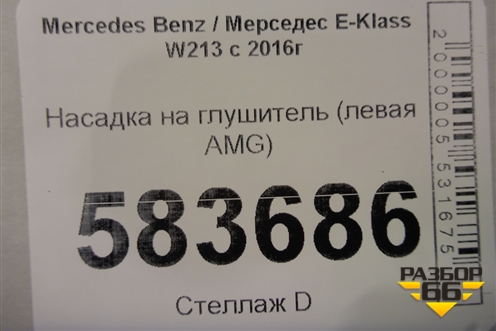 Mercedes Benz / Мерседес E-Klass
W213 с 2016г
Насадка на глушитель (левая
AMG)
583686
Стеллаж D
2000005531675
РАЗБОР
66